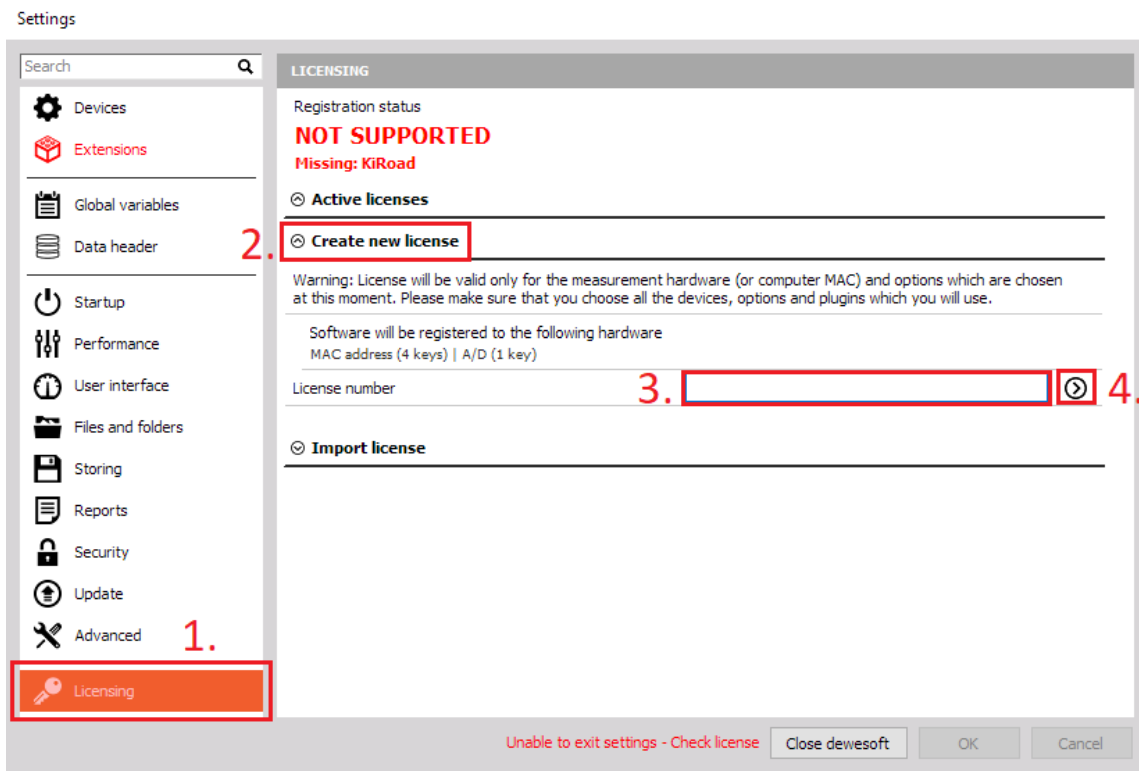 Settings
Search
Devices
Extensions
Global variables
Data header
Startup
Performance
User interface
Files and folders
Storing
Reports
Security
Update
Advanced
1.
Licensing
LICENSING
Registration status
NOT SUPPORTED
Missing: KiRoad
Active licenses
2.
Create new license
Warning: License will be valid only for the measurement hardware (or computer MAC) and options which are chosen
at this moment. Please make sure that you choose all the devices, options and plugins which you will use.
Software will be registered to the following hardware
MAC address (4 keys) | A/D (1 key)
License number
3.
4.
Import license
Unable to exit settings - Check license
Close dewesoft
OK
Cancel